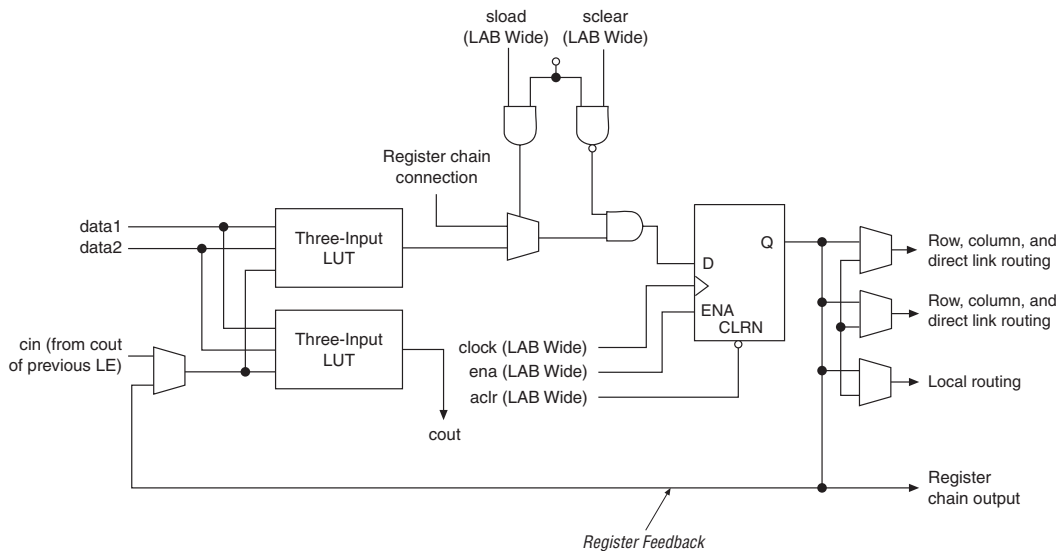 sload
(LAB Wide)
sclear
(LAB Wide)
Register chain
connection
data1
data2
Three-Input
LUT
Three-Input
LUT
cin (from cout
of previous LE)
cout
Q
D
ENA
CLRN
clock (LAB Wide)
ena (LAB Wide)
aclr (LAB Wide)
Row, column, and
direct link routing
Row, column, and
direct link routing
Local routing
Register
chain output
Register Feedback